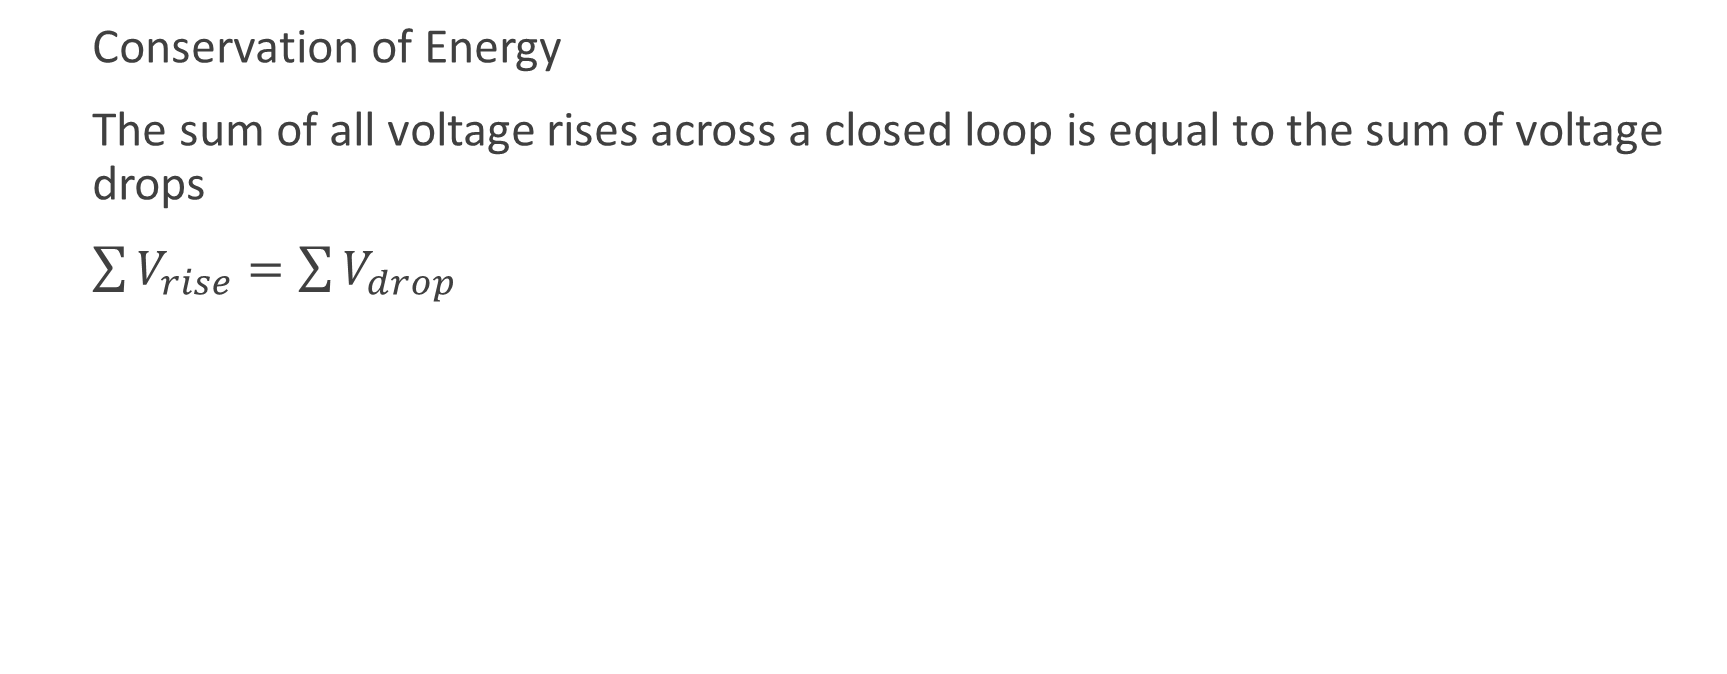 Conservation of Energy
The sum of all voltage rises across a closed loop is equal to the sum of voltage
drops
∑ V_rise = ∑ V_drop